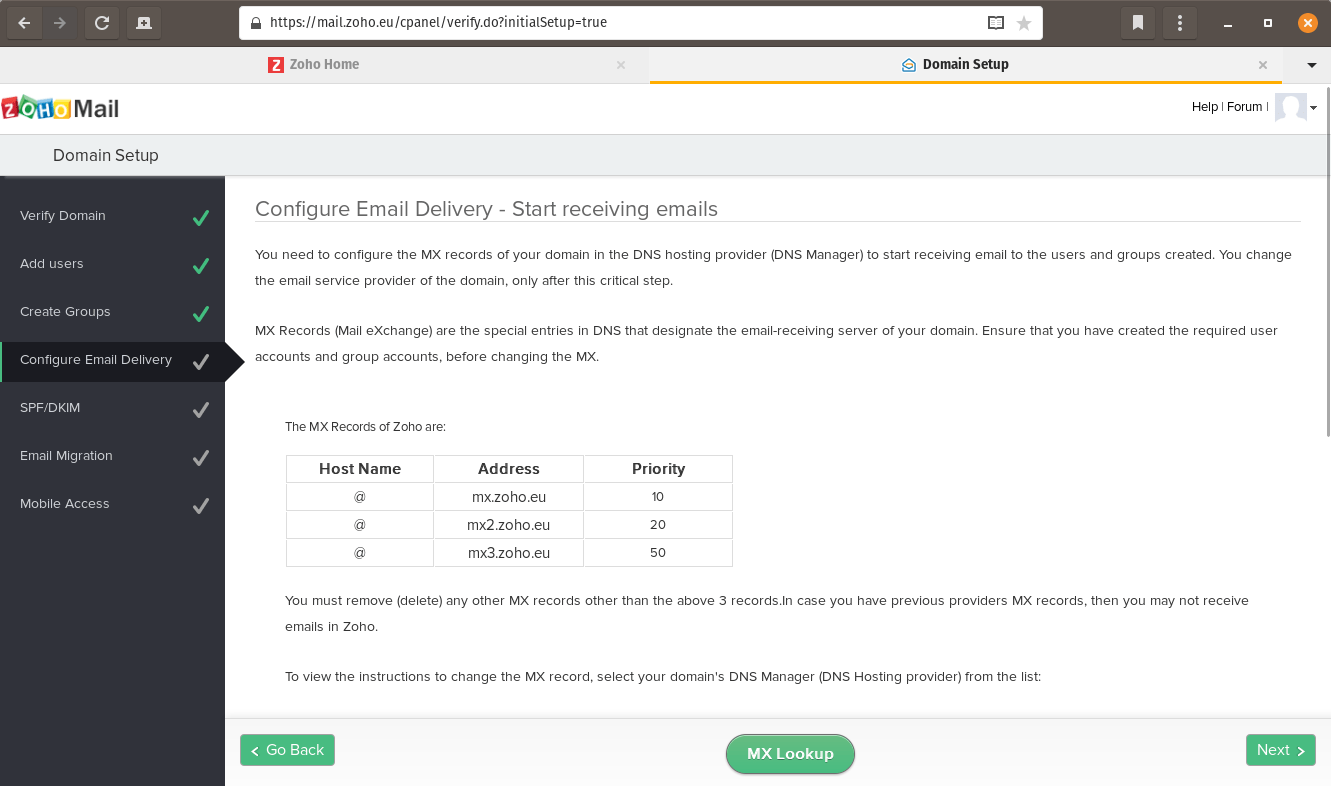 https://mail.zoho.eu/cpanel/verify.do?initialSetup=true
Zoho Home
Domain Setup
ZOHO Mail
Help | Forum |
Domain Setup
Verify Domain
Add users
Create Groups
Configure Email Delivery
SPF/DKIM
Email Migration
Mobile Access
Configure Email Delivery - Start receiving emails
You need to configure the MX records of your domain in the DNS hosting provider (DNS Manager) to start receiving email to the users and groups created. You change
the email service provider of the domain, only after this critical step.
MX Records (Mail eXchange) are the special entries in DNS that designate the email-receiving server of your domain. Ensure that you have created the required user
accounts and group accounts, before changing the MX.
The MX Records of Zoho are:
Host Name Address Priority
@ mx.zoho.eu 10
@ mx2.zoho.eu 20
@ mx3.zoho.eu 50
You must remove (delete) any other MX records other than the above 3 records.In case you have previous providers MX records, then you may not receive
emails in Zoho.
To view the instructions to change the MX record, select your domain's DNS Manager (DNS Hosting provider) from the list:
Go Back
MX Lookup
Next